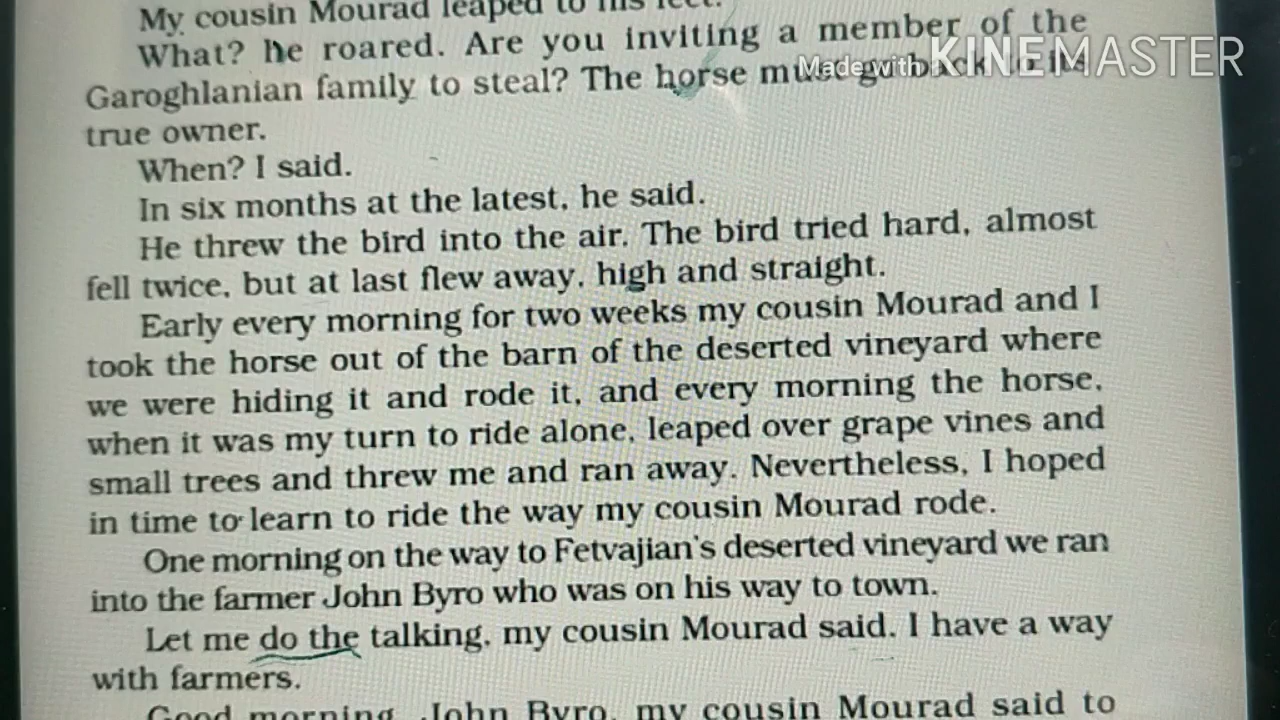 My cousin Mourad leaped to his feet.
What? he roared. Are you inviting a member of the
Made with KINEMASTER
Garoghlanian family to steal? The horse must go back to its
true owner.
When? I said.
In six months at the latest, he said.
He threw the bird into the air. The bird tried hard, almost
fell twice, but at last flew away, high and straight.
Early every morning for two weeks my cousin Mourad and I
took the horse out of the barn of the deserted vineyard where
we were hiding it and rode it, and every morning the horse,
when it was my turn to ride alone, leaped over grape vines and
small trees and threw me and ran away. Nevertheless, I hoped
in time to learn to ride the way my cousin Mourad rode.
One morning on the way to Fetvajian's deserted vineyard we ran
into the farmer John Byro who was on his way to town.
Let me do the talking, my cousin Mourad said. I have a way
with farmers.
Good morning, John Byro, my cousin Mourad said to